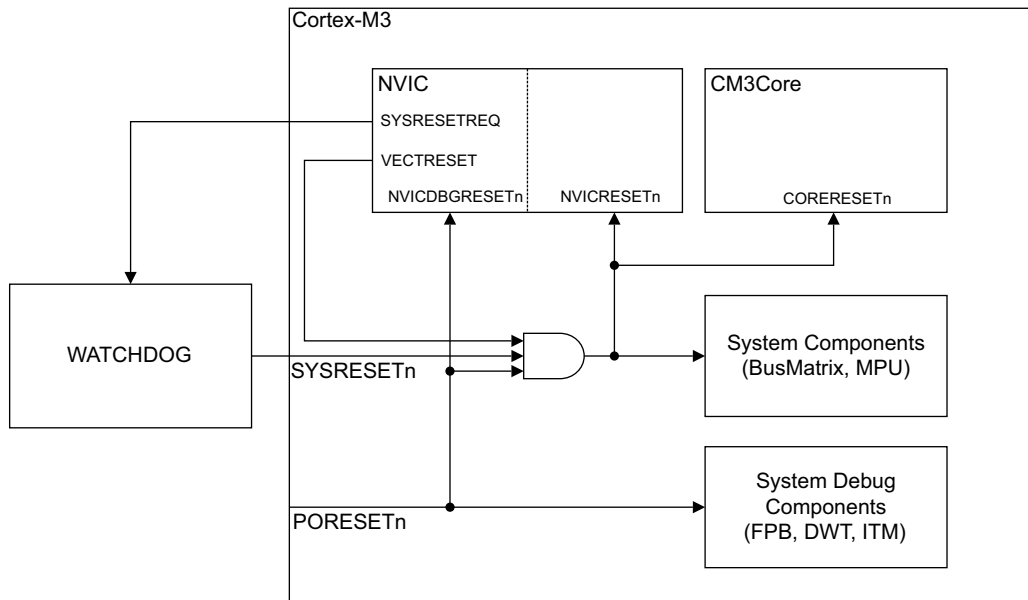 Cortex-M3
NVIC
CM3Core
SYSRESETREQ
VECTRESET
NVICDBGRESETn
NVICRESETn
CORERESETn
WATCHDOG
SYSRESETn
System Components
(BusMatrix, MPU)
System Debug
Components
(FPB, DWT, ITM)
PORESETn